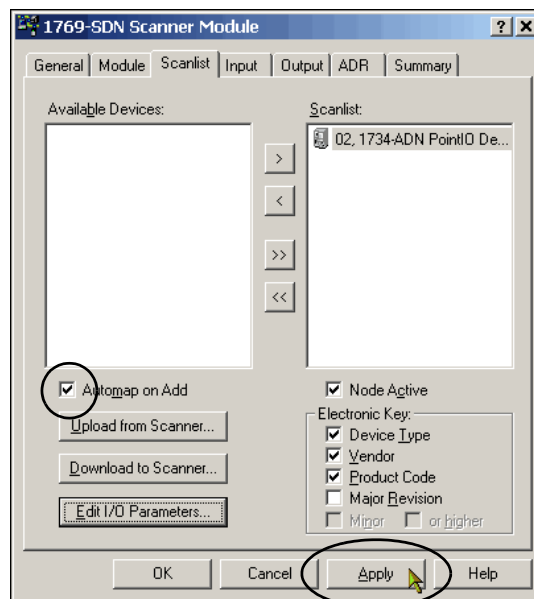 1769-SDN Scanner Module
General Module Scanlist Input Output ADR Summary
Available Devices:
Scanlist:
02, 1734-ADN PointIO De...
>
<
>>
<<
Automap on Add
Node Active
Upload from Scanner...
Electronic Key:
Device Type
Download to Scanner...
Vendor
Product Code
Edit I/O Parameters...
Major Revision
Minor or higher
OK Cancel Apply Help